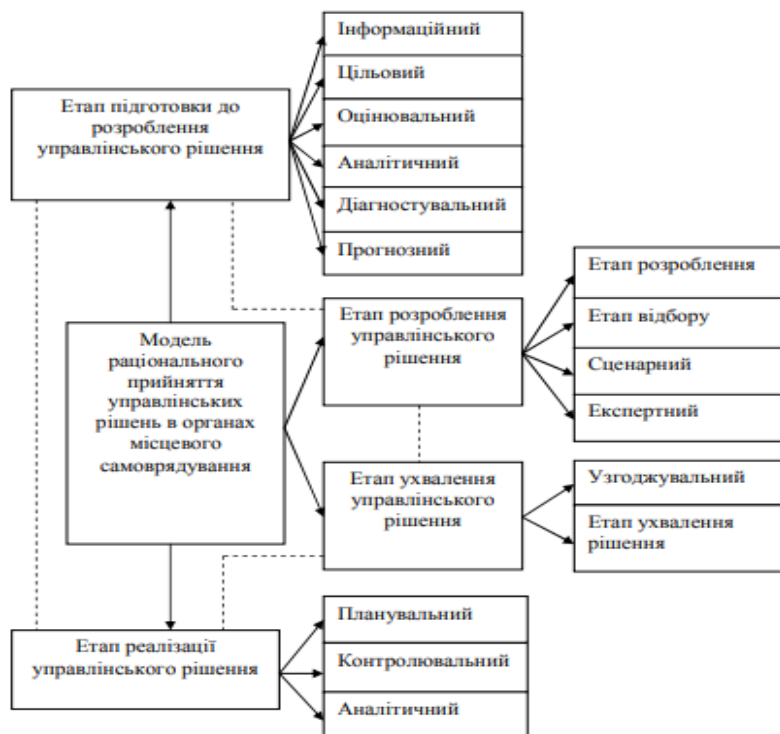 Інформаційний
Цільовий
Етап підготовки до
розроблення
управлінського рішення
Оцінювальний
Аналітичний
Діагностувальний
Прогнозний
Модель
раціонального
прийняття
управлінських
рішень в органах
місцевого
самоврядування
Етап розроблення
управлінського
рішення
Етап розроблення
Етап відбору
Сценарний
Експертний
Етап ухвалення
управлінського
рішення
Узгоджувальний
Етап ухвалення
рішення
Етап реалізації
управлінського рішення
Планувальний
Контролювальний
Аналітичний